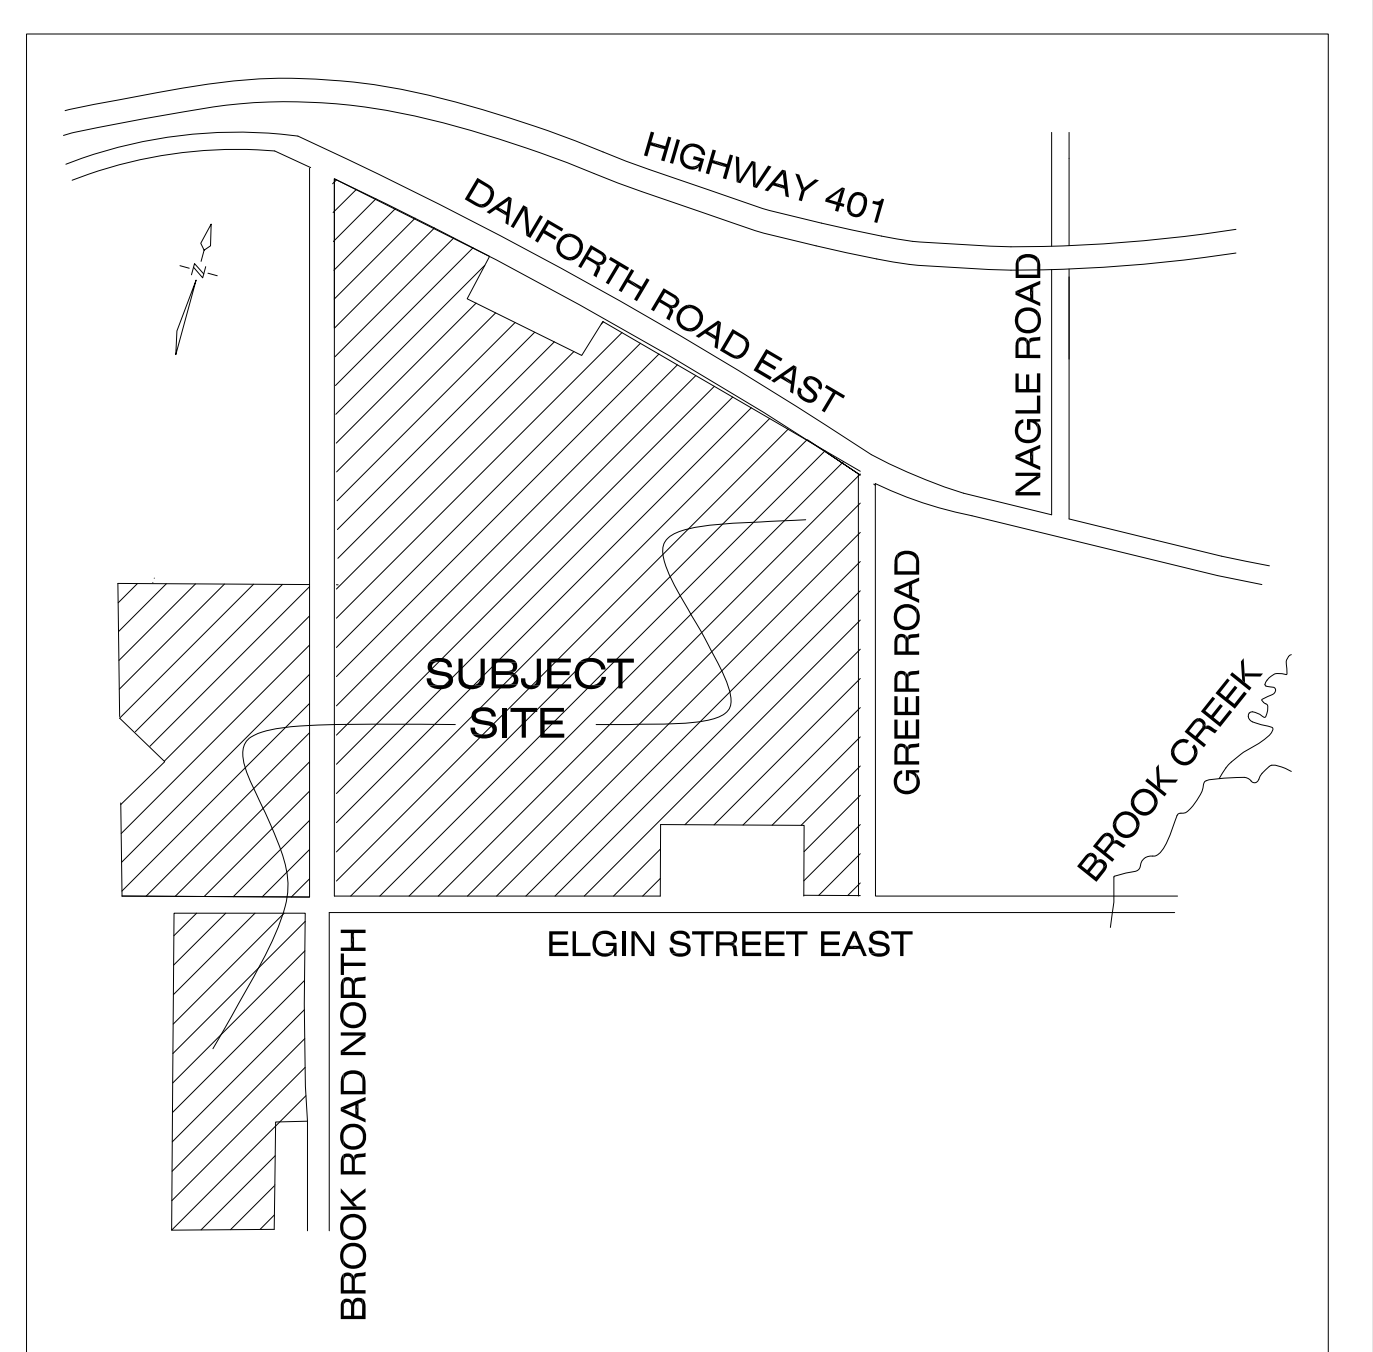 HIGHWAY 401
DANFORTH ROAD EAST
N
NAGLE ROAD
GREER ROAD
SUBJECT
SITE
BROOK CREEK
ELGIN STREET EAST
BROOK ROAD NORTH